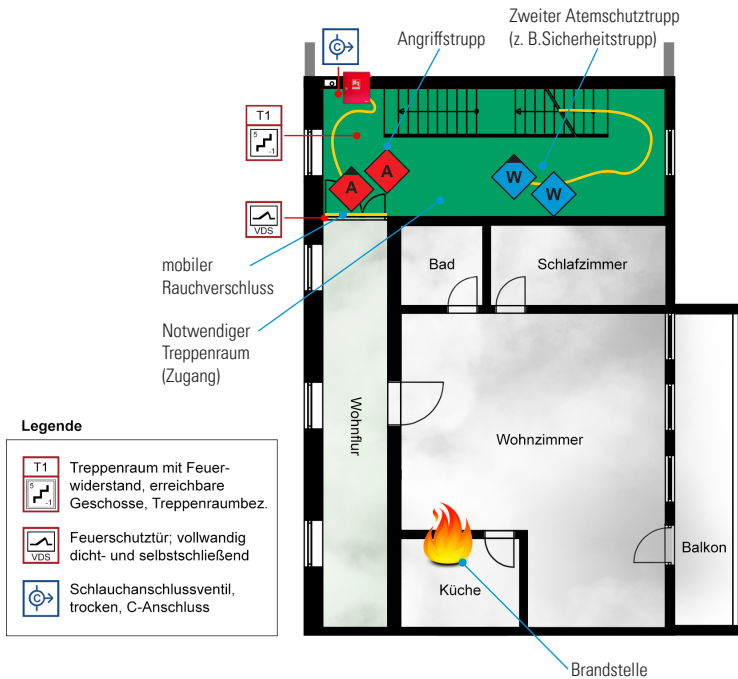 Zweiter Atemschutztrupp
(z. B.Sicherheitstrupp)
Angriffstrupp
C
T1
5
-1
VDS
A
A
W
W
mobiler
Rauchverschluss
Notwendiger
Treppenraum
(Zugang)
Bad
Schlafzimmer
Wohnflur
Wohnzimmer
Küche
Balkon
Brandstelle
Legende
T1
5
-1
Treppenraum mit Feuer-
widerstand, erreichbare
Geschosse, Treppenraumbez.
VDS
Feuerschutztür; vollwandig
dicht- und selbstschließend
C
Schlauchanschlussventil,
trocken, C-Anschluss